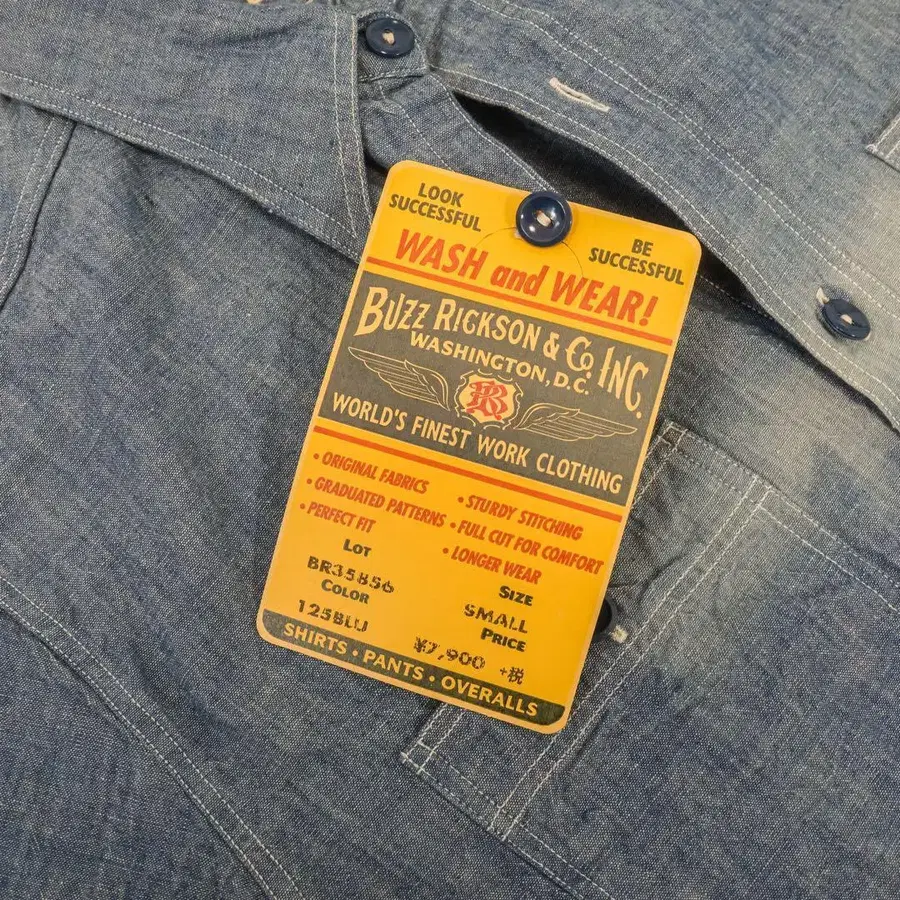 LOOK
SUCCESSFUL
BE
SUCCESSFUL
WASH and WEAR!
BUZZ RICKSON & Co. INC.
WASHINGTON, D.C.
BR
WORLD'S FINEST WORK CLOTHING
• ORIGINAL FABRICS
• GRADUATED PATTERNS
• PERFECT FIT
• STURDY STITCHING
• FULL CUT FOR COMFORT
• LONGER WEAR
LOT
BR35856
COLOR
125BLU
SIZE
SMALL
PRICE
¥7,900 +税
SHIRTS • PANTS • OVERALLS